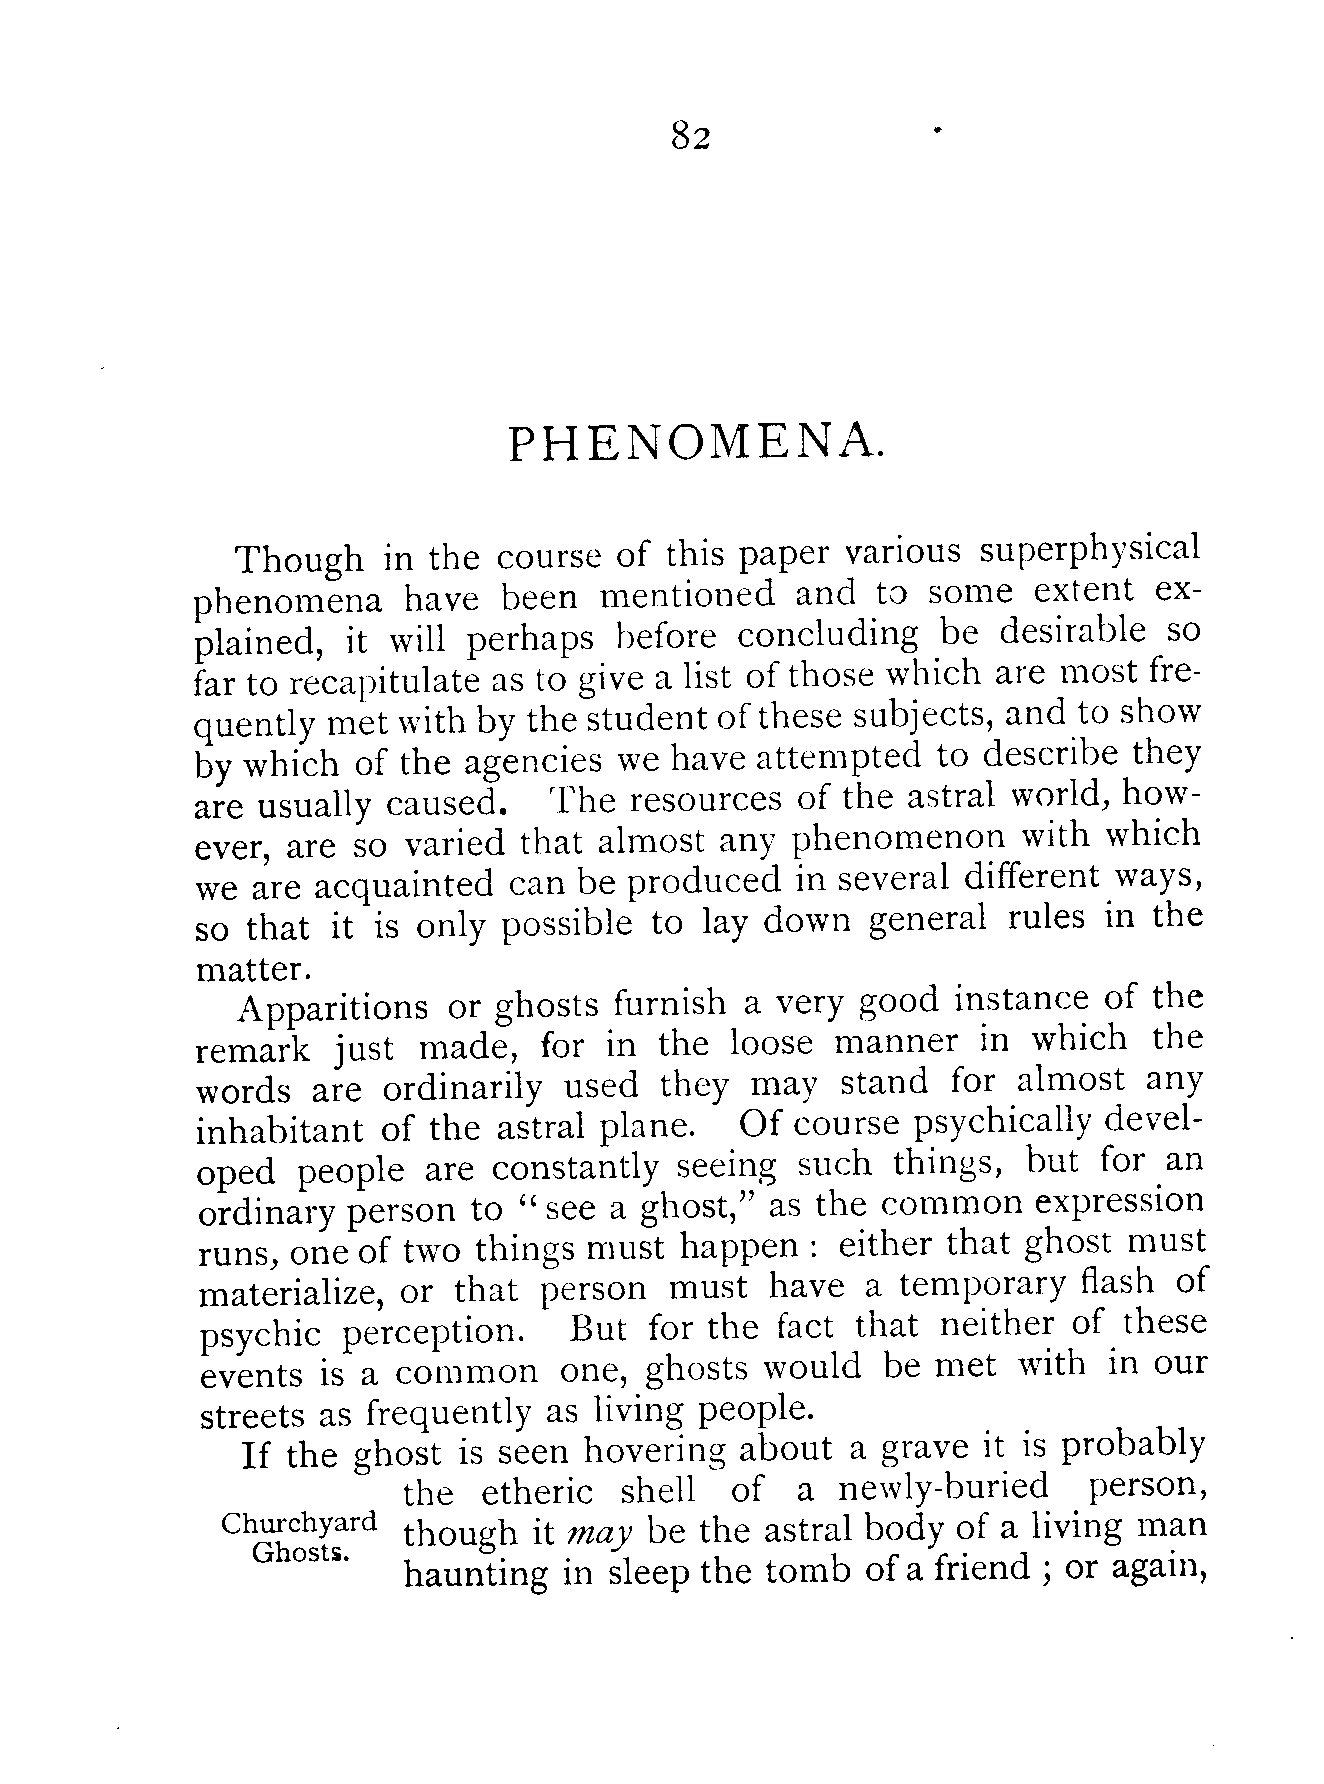 82
PHENOMENA.
Though in the course of this paper various superphysical
phenomena have been mentioned and to some extent ex-
plained, it will perhaps before concluding be desirable so
far to recapitulate as to give a list of those which are most fre-
quently met with by the student of these subjects, and to show
by which of the agencies we have attempted to describe they
are usually caused. The resources of the astral world, how-
ever, are so varied that almost any phenomenon with which
we are acquainted can be produced in several different ways,
so that it is only possible to lay down general rules in the
matter.
Apparitions or ghosts furnish a very good instance of the
remark just made, for in the loose manner in which the
words are ordinarily used they may stand for almost any
inhabitant of the astral plane. Of course psychically devel-
oped people are constantly seeing such things, but for an
ordinary person to "see a ghost," as the common expression
runs, one of two things must happen : either that ghost must
materialize, or that person must have a temporary flash of
psychic perception. But for the fact that neither of these
events is a common one, ghosts would be met with in our
streets as frequently as living people.
If the ghost is seen hovering about a grave it is probably
the etheric shell of a newly-buried person,
Churchyard
Ghosts.
though it may be the astral body of a living man
haunting in sleep the tomb of a friend ; or again,